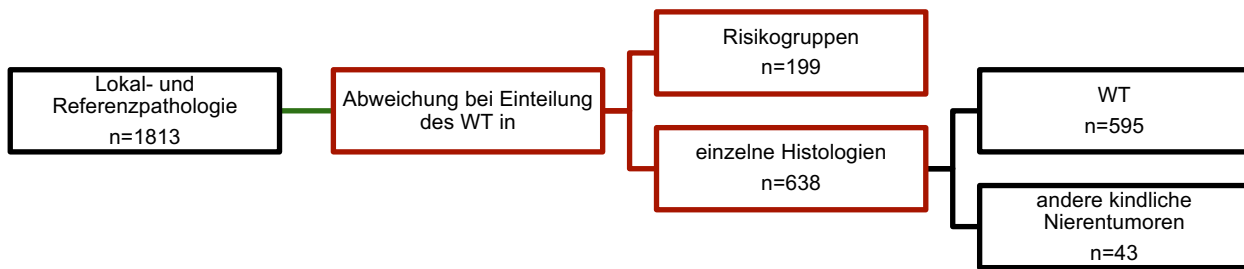 Lokal- und
Referenzpathologie
n=1813
Abweichung bei Einteilung
des WT in
Risikogruppen
n=199
einzelne Histologien
n=638
WT
n=595
andere kindliche
Nierentumoren
n=43